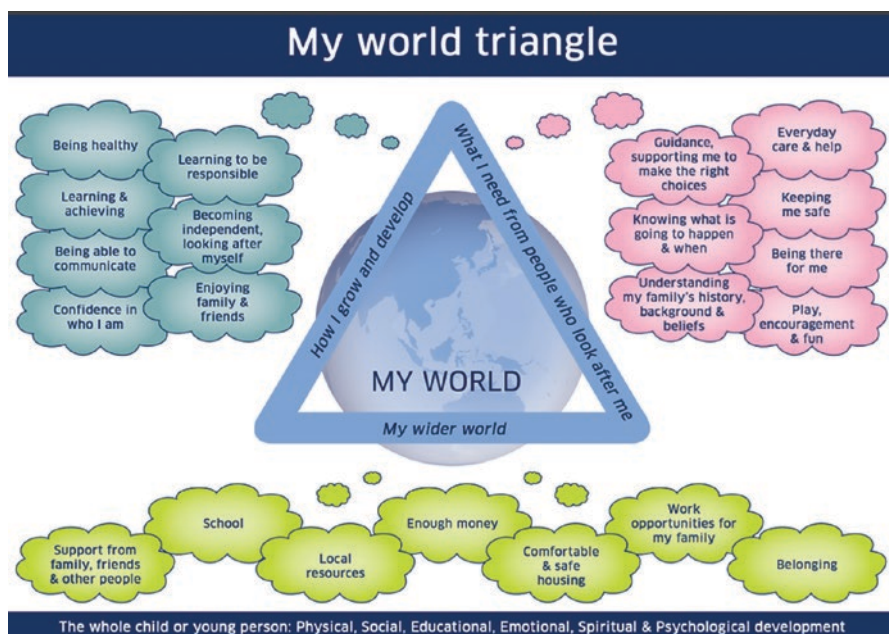 My world triangle
Being healthy
Learning to be
responsible
Learning &
achieving
Becoming
independent,
looking after
myself
Being able to
communicate
Enjoying
family &
friends
Confidence in
who I am
How I grow and develop
What I need from people who look after me
MY WORLD
My wider world
Guidance,
supporting me to
make the right
choices
Everyday
care & help
Knowing what is
going to happen
& when
Keeping
me safe
Being there
for me
Understanding
my family's history,
background &
beliefs
Play,
encouragement
& fun
Support from
family, friends
& other people
School
Local
resources
Enough money
Comfortable
& safe
housing
Work
opportunities for
my family
Belonging
The whole child or young person: Physical, Social, Educational, Emotional, Spiritual & Psychological development